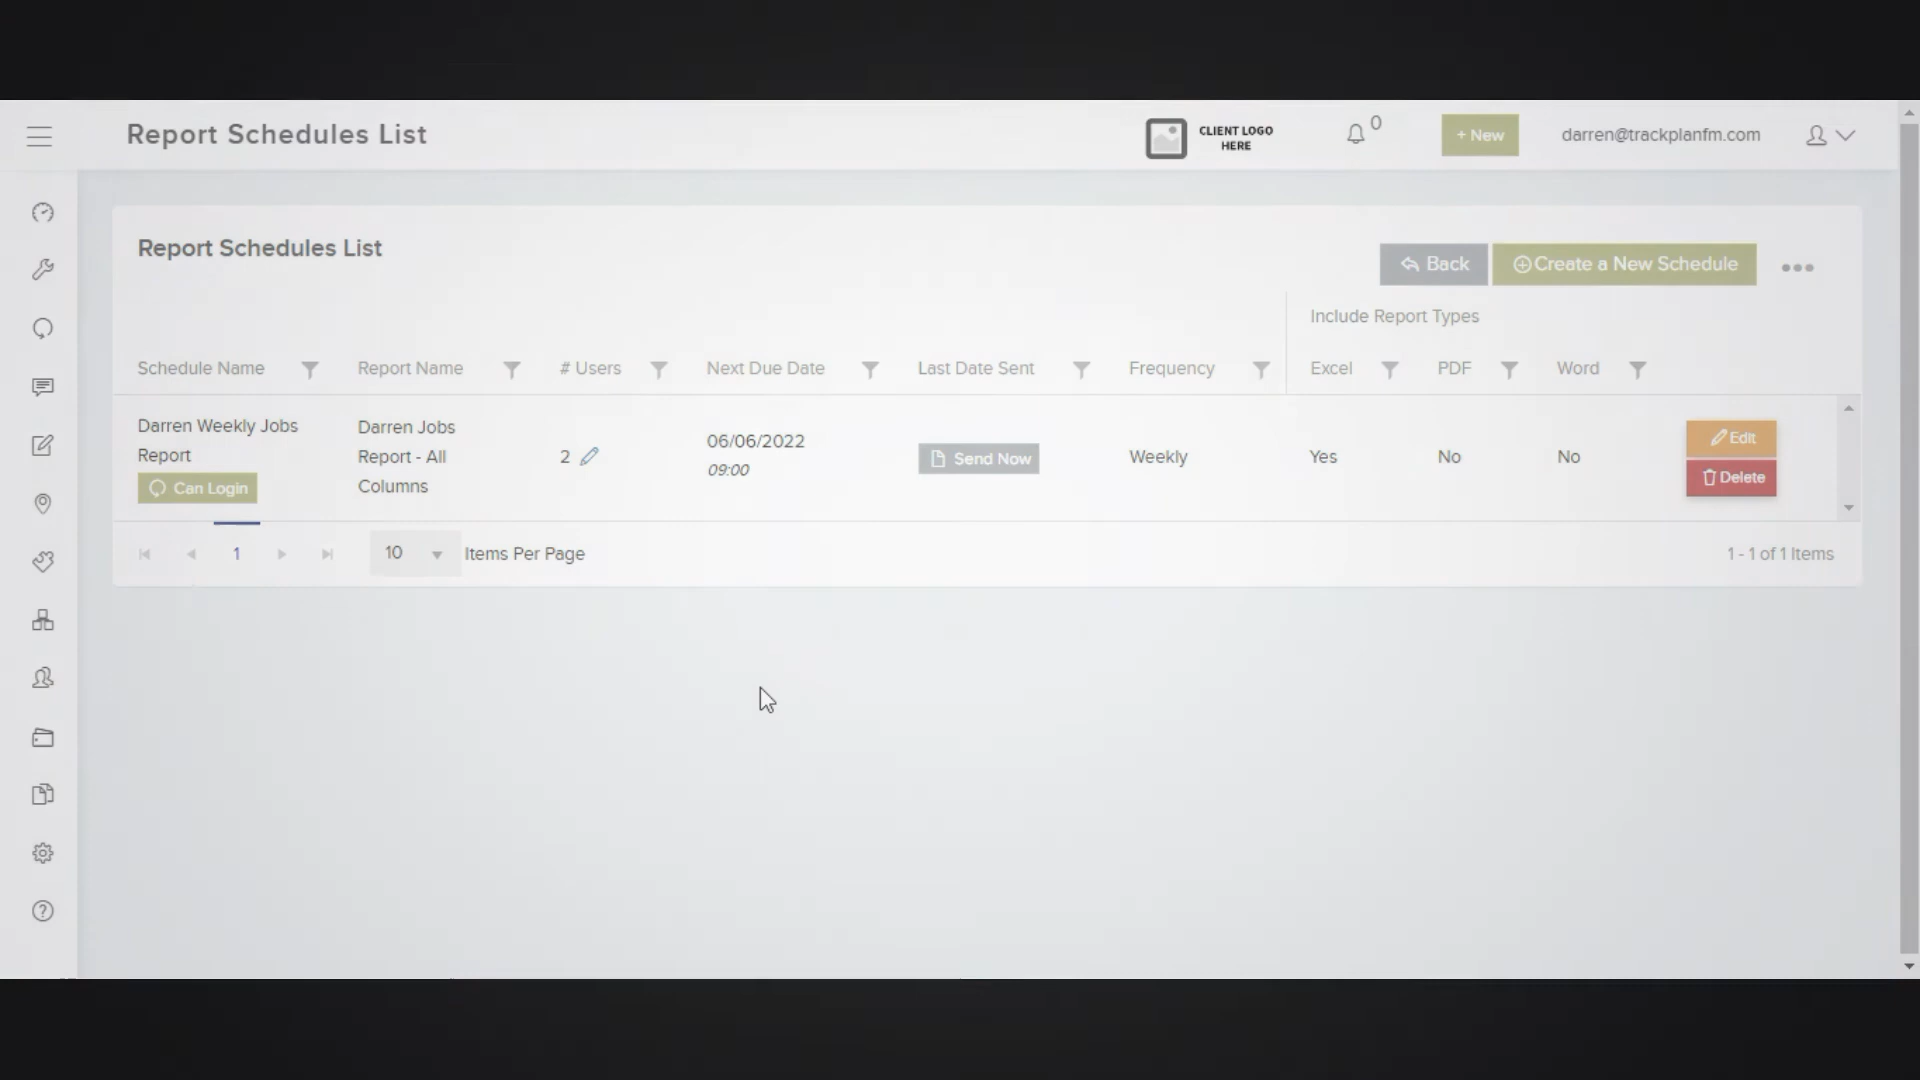 Report Schedules List
CLIENT LOGO
HERE
0
+ New
darren@trackplanfm.com
Report Schedules List
Back
Create a New Schedule
Include Report Types
Schedule Name
Report Name
# Users
Next Due Date
Last Date Sent
Frequency
Excel
PDF
Word
Darren Weekly Jobs
Report
Can Login
Darren Jobs
Report - All
Columns
2
06/06/2022
09:00
Send Now
Weekly
Yes
No
No
Edit
Delete
1
10
Items Per Page
1 - 1 of 1 Items